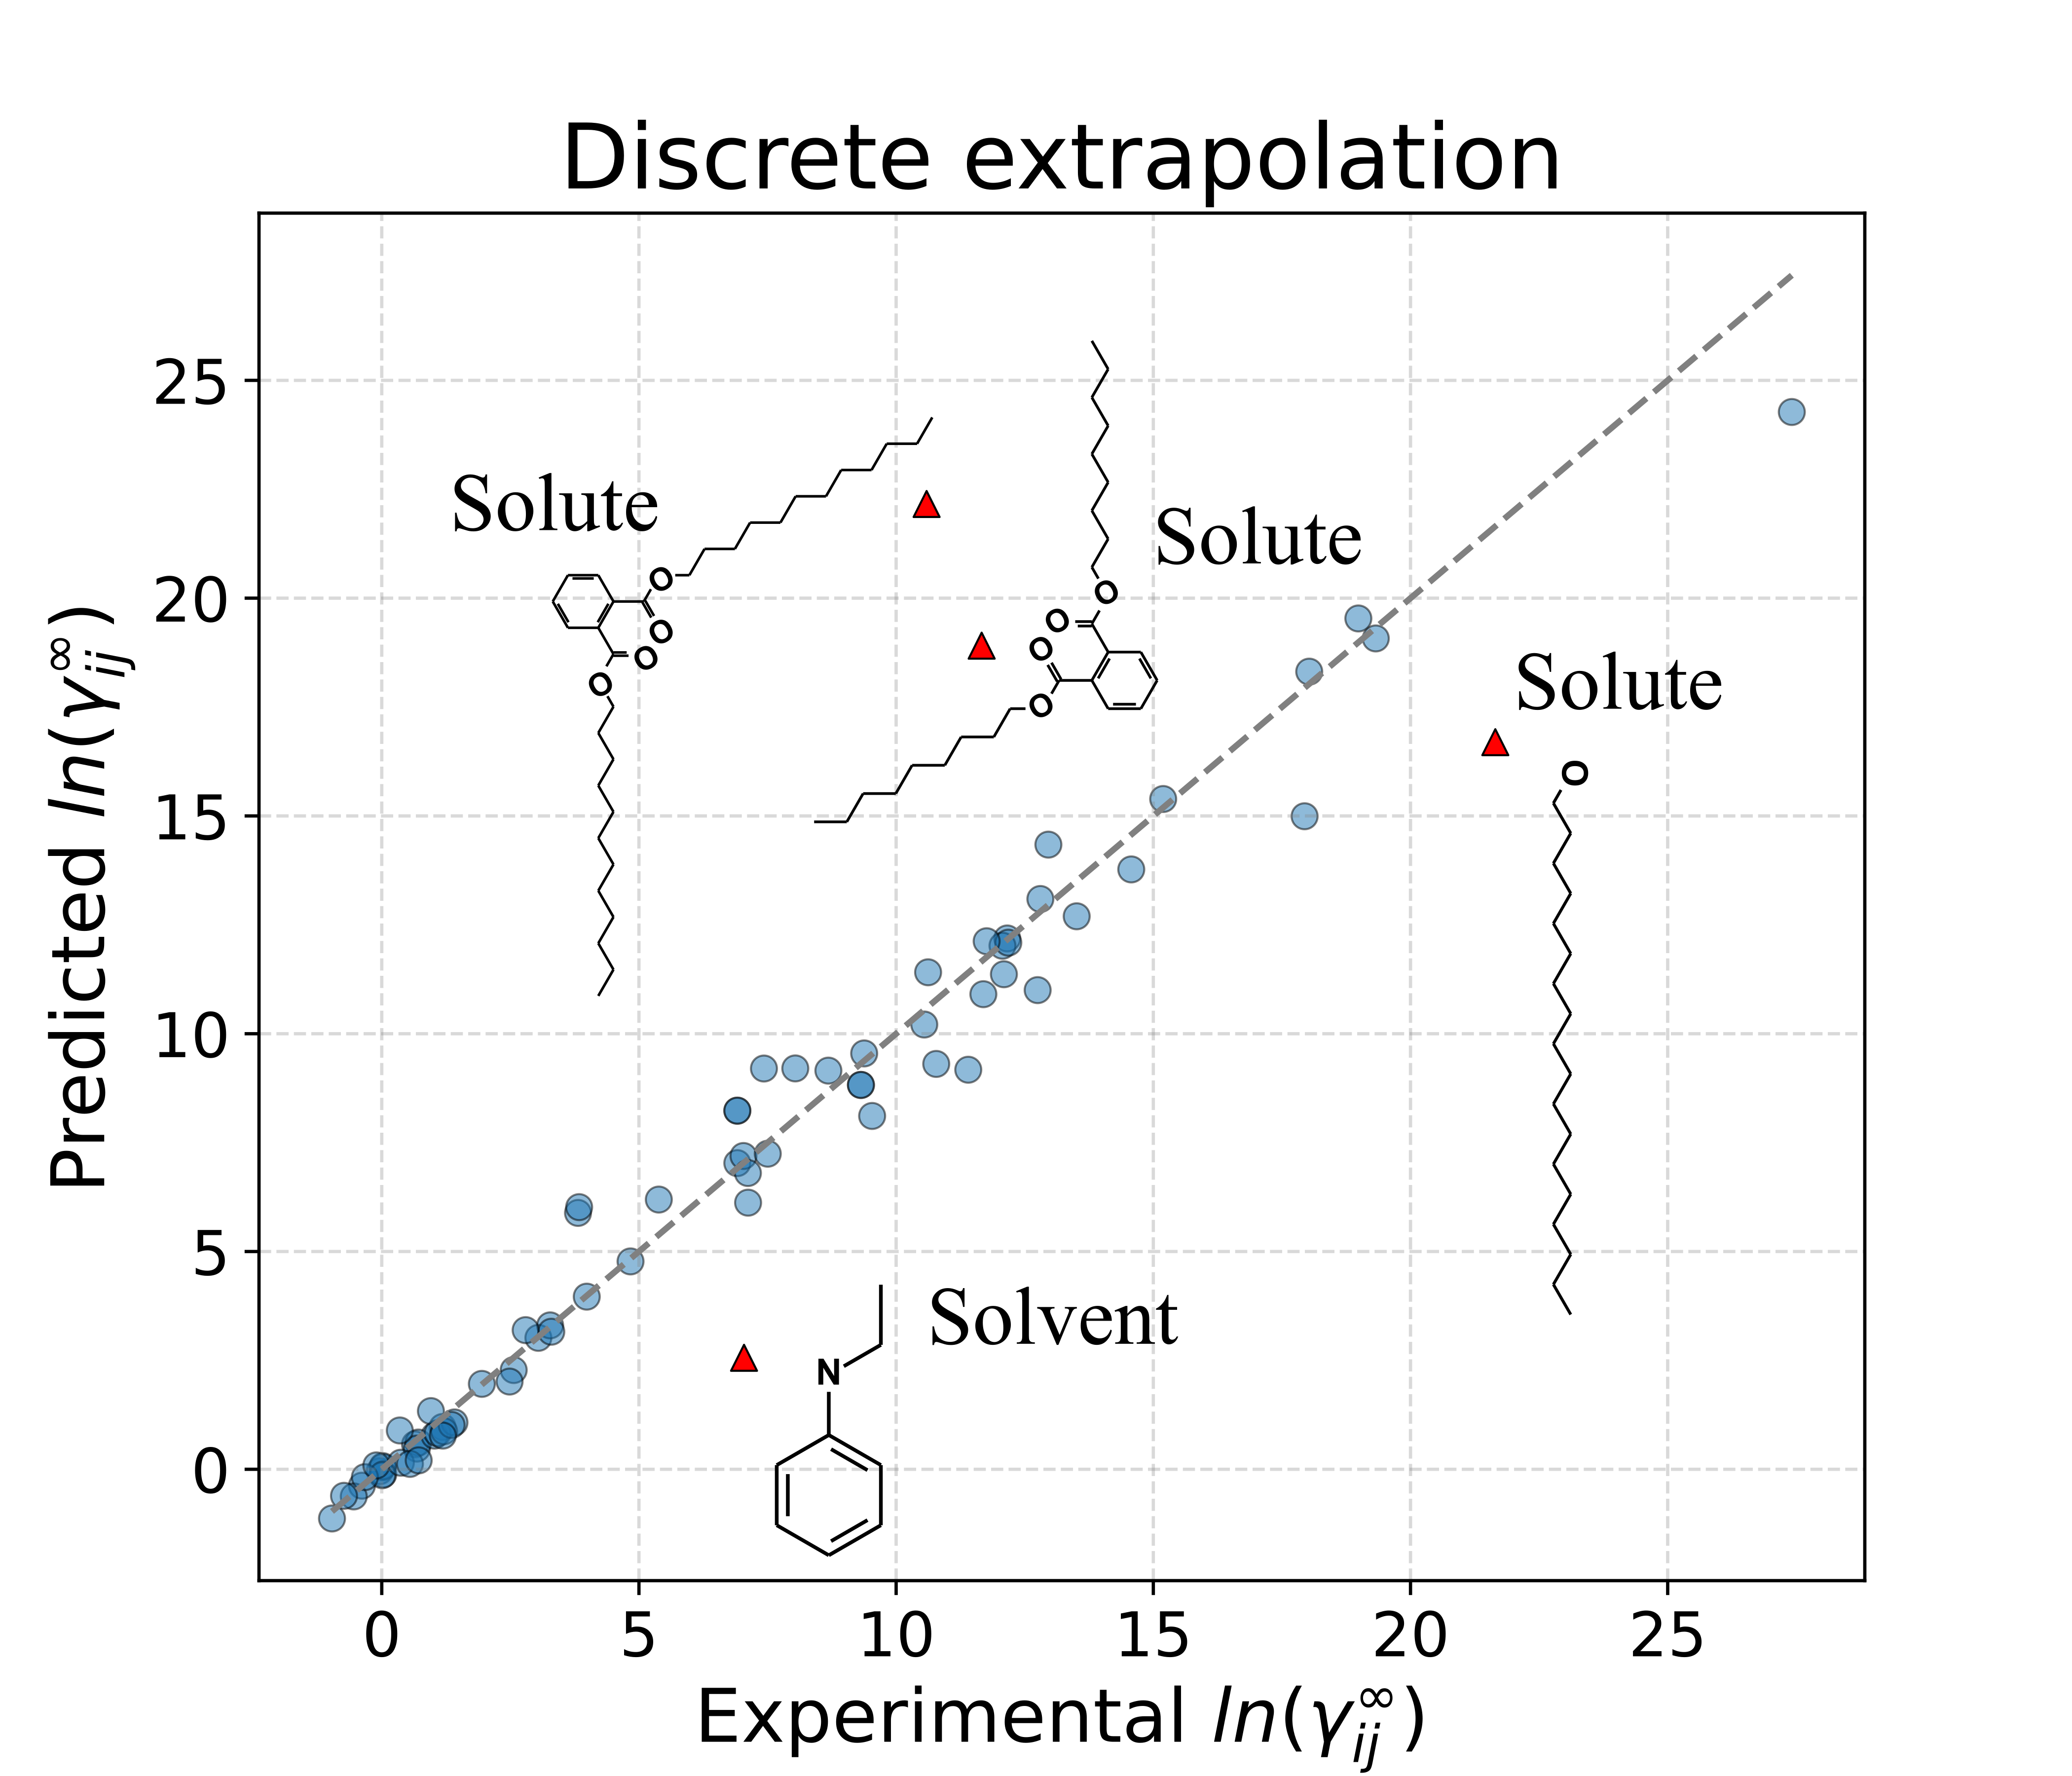 Discrete extrapolation
Predicted ln(γ∞ij)
25
20
15
10
5
0
Solute
O
O
O
O
Solute
O
O
O
O
Solute
O
Solvent
N
0 5 10 15 20 25
Experimental ln(γ∞ij)